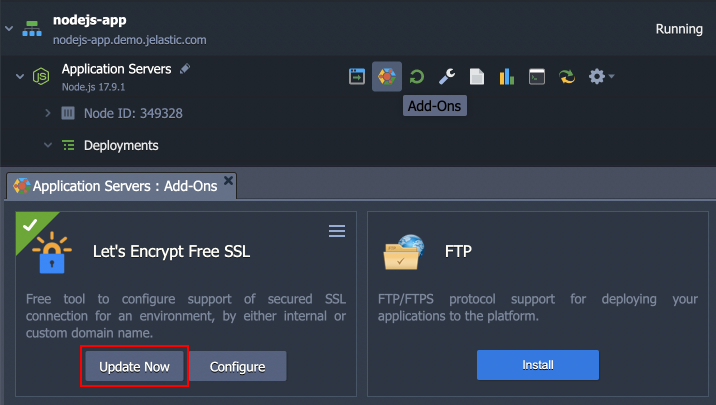 nodejs-app
nodejs-app.demo.jelastic.com
Running
Application Servers
Node.js 17.9.1
Add-Ons
Node ID: 349328
Deployments
Application Servers : Add-Ons
Let's Encrypt Free SSL
Free tool to configure support of secured SSL
connection for an environment, by either internal or
custom domain name.
Update Now
Configure
FTP
FTP/FTPS protocol support for deploying your
applications to the platform.
Install